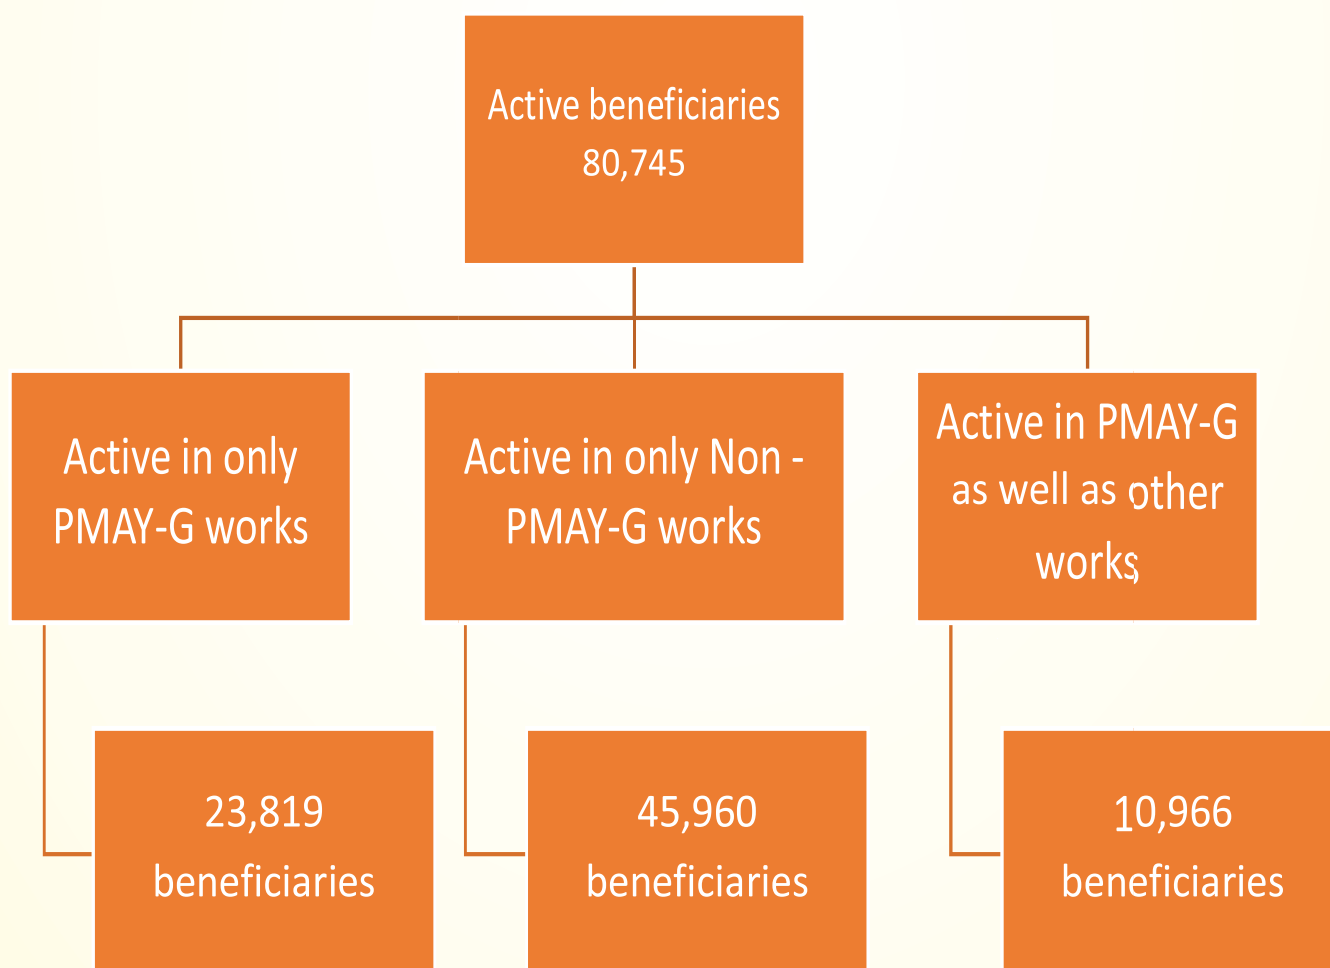 Active beneficiaries
80,745
Active in only
PMAY-G works
Active in only Non -
PMAY-G works
Active in PMAY-G
as well as other
works
23,819
beneficiaries
45,960
beneficiaries
10,966
beneficiaries